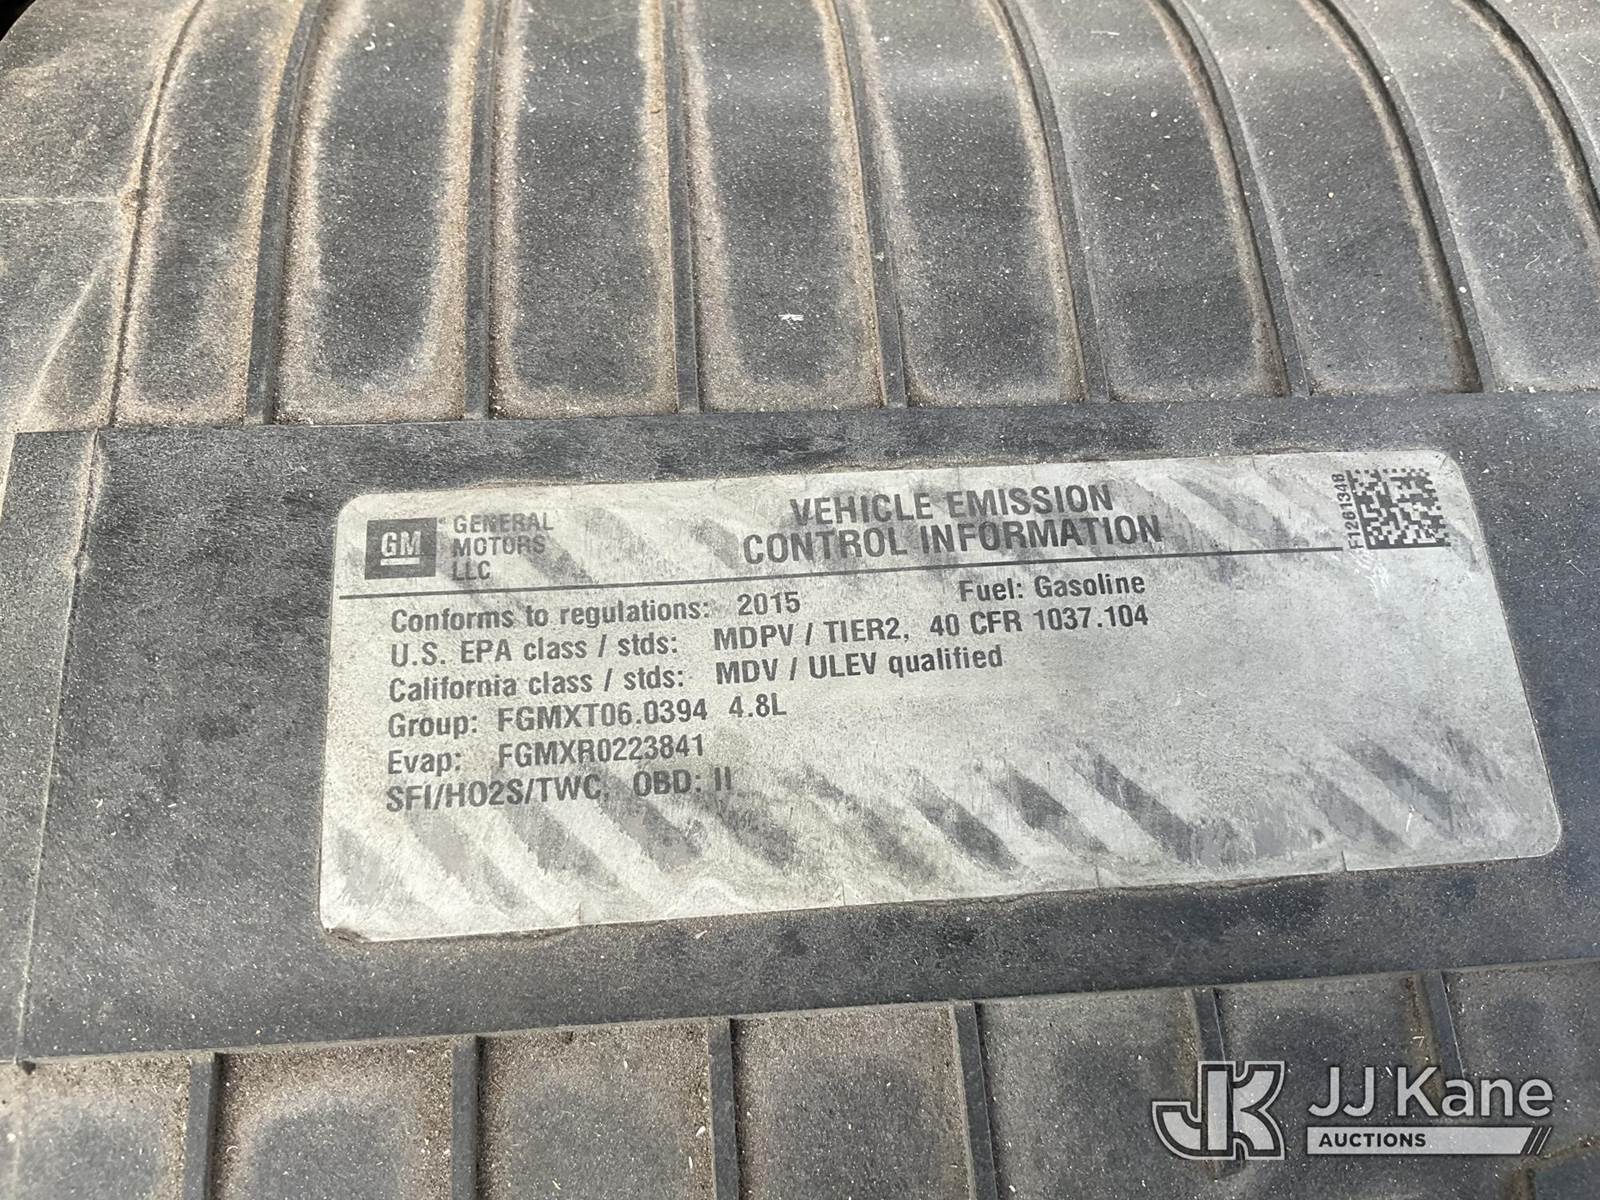 GM
GENERAL
MOTORS
LLC
VEHICLE EMISSION
CONTROL INFORMATION
F1261348
Conforms to regulations: 2015 Fuel: Gasoline
U.S. EPA class / stds: MDPV / TIER2, 40 CFR 1037.104
California class / stds: MDV / ULEV qualified
Group: FGMXT06.0394 4.8L
Evap: FGMXR0223841
SFI/HO2S/TWC, OBD: II
JK
JJ Kane
AUCTIONS